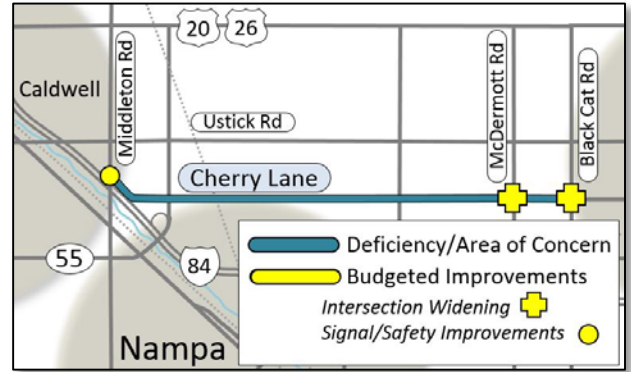 20 26
Caldwell
Middleton Rd
Ustick Rd
McDermott Rd
Black Cat Rd
Cherry Lane
55
84
Nampa
Deficiency/Area of Concern
Budgeted Improvements
Intersection Widening
Signal/Safety Improvements